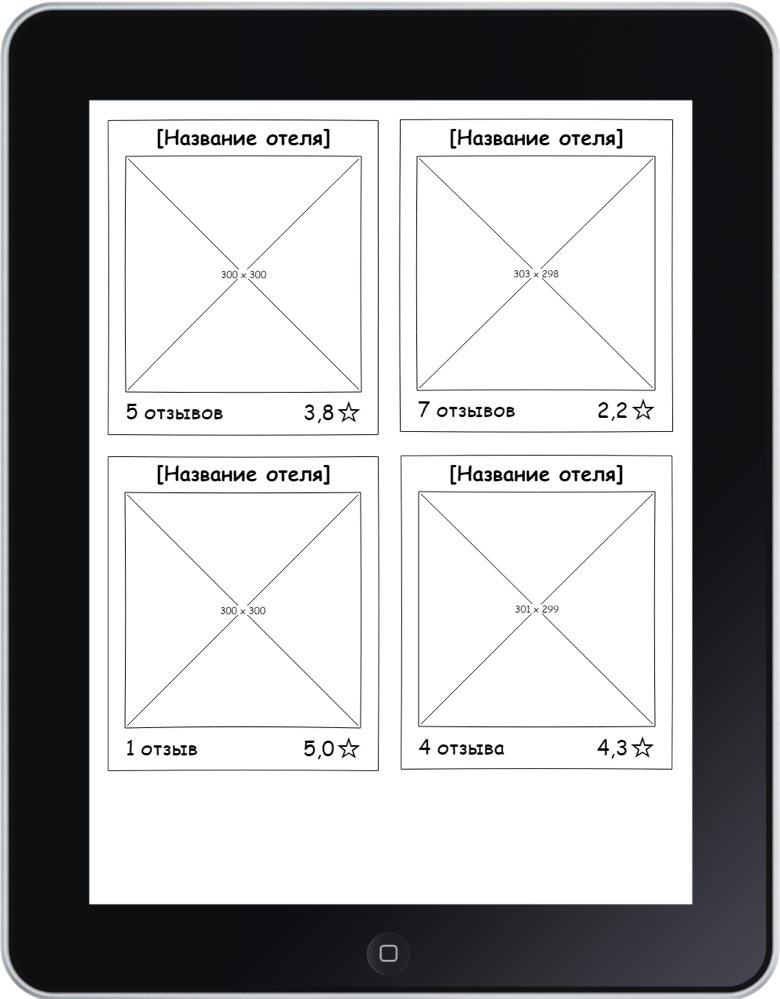 [Название отеля]
300 x 300
5 отзывов 3,8
[Название отеля]
303 x 298
7 отзывов 2,2
[Название отеля]
300 x 300
1 отзыв 5,0
[Название отеля]
301 x 299
4 отзыва 4,3